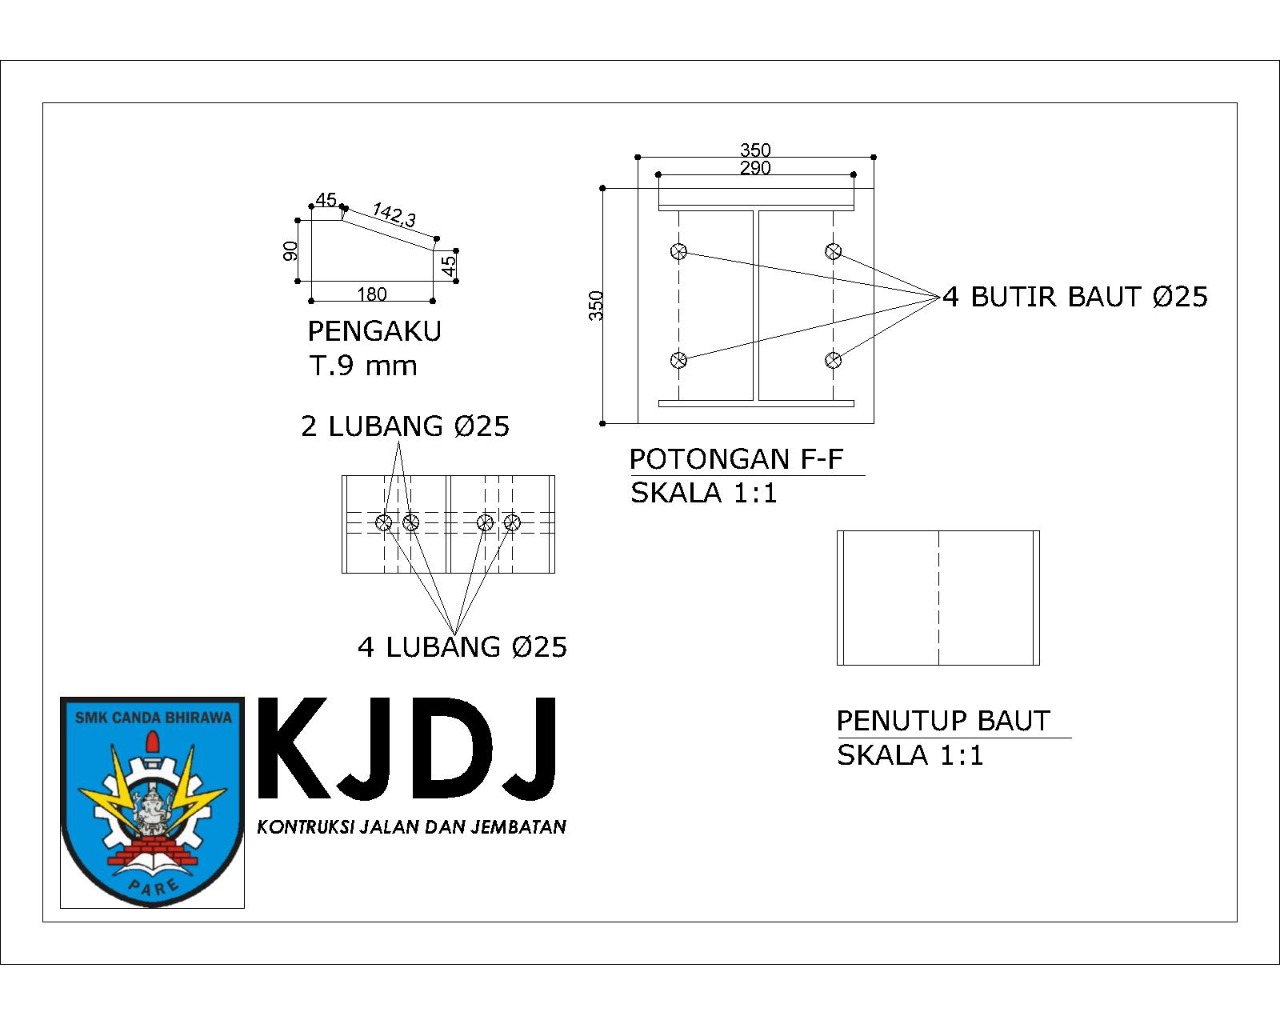 45
142,3
90
45
180
PENGAKU
T.9 mm
350
290
350
4 BUTIR BAUT Ø25
POTONGAN F-F
SKALA 1:1
2 LUBANG Ø25
4 LUBANG Ø25
PENUTUP BAUT
SKALA 1:1
SMK CANDA BHIRAWA
PARE
KJDJ
KONTRUKSI JALAN DAN JEMBATAN